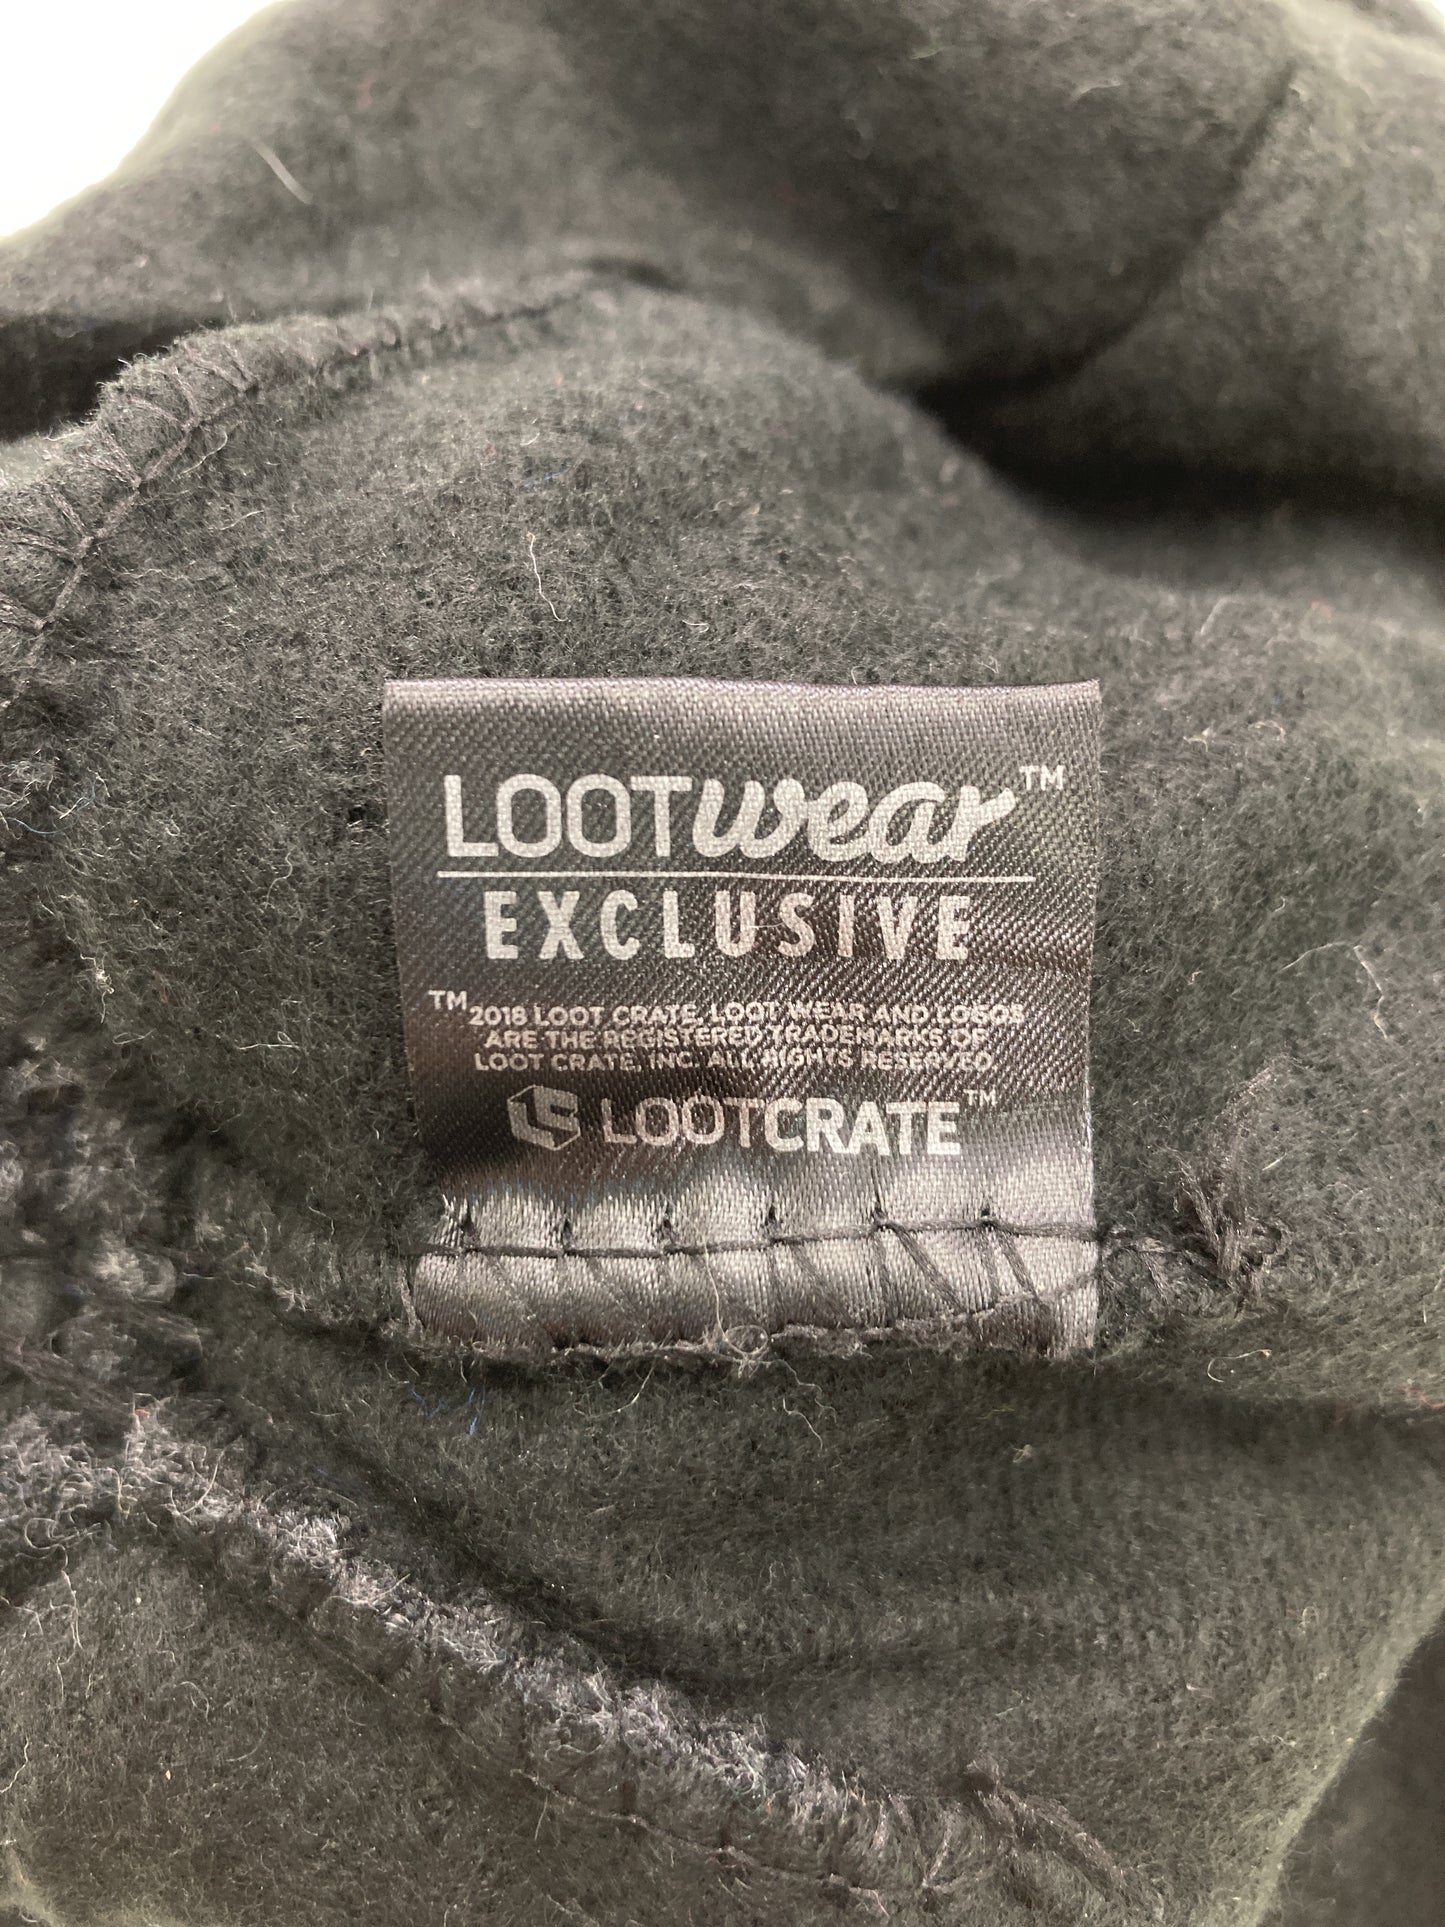 LOOTwear™
EXCLUSIVE
™2018 LOOT CRATE, LOOT WEAR AND LOGOS
ARE THE REGISTERED TRADEMARKS OF
LOOT CRATE, INC. ALL RIGHTS RESERVED
LOOTCRATE™